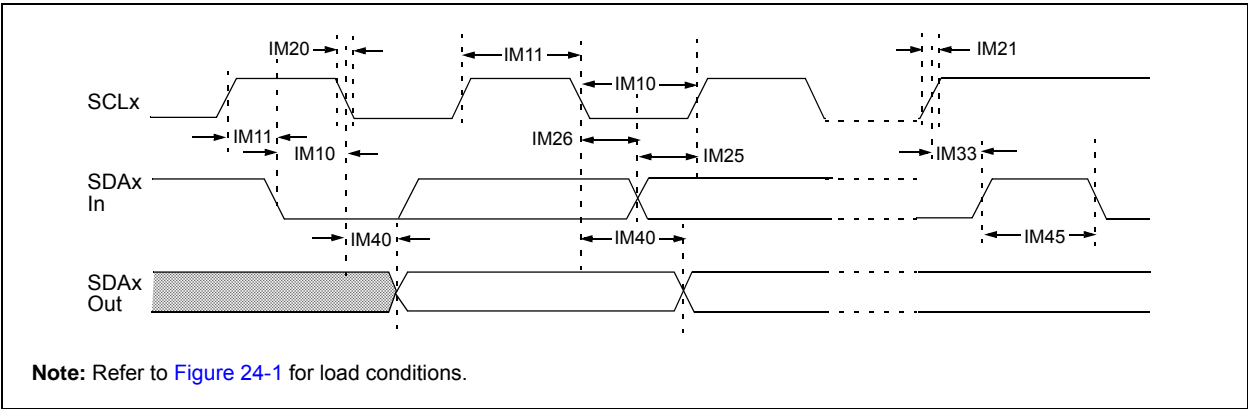 IM20
IM11
IM21
IM10
SCLx
IM11
IM26
IM10
IM25
IM33
SDAx
In
IM40
IM40
IM45
SDAx
Out
Note: Refer to Figure 24-1 for load conditions.